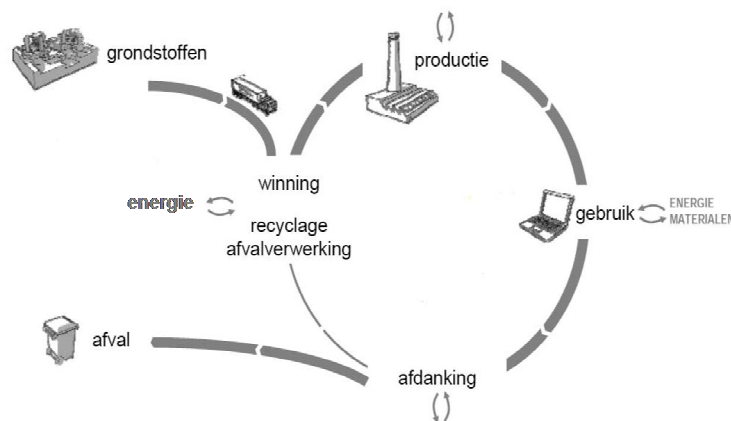 grondstoffen
productie
winning
energie
recyclage
afvalverwerking
gebruik
ENERGIE
MATERIALEN
afval
afdanking